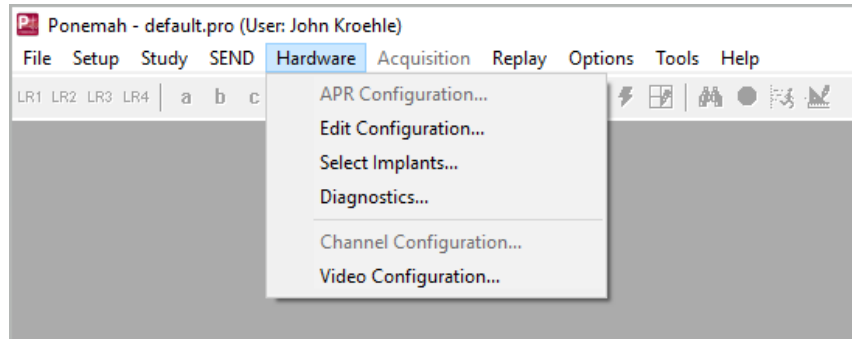 Ponemah - default.pro (User: John Kroehle)
File Setup Study SEND Hardware Acquisition Replay Options Tools Help
LR1 LR2 LR3 LR4 a b c
APR Configuration...
Edit Configuration...
Select Implants...
Diagnostics...
Channel Configuration...
Video Configuration...